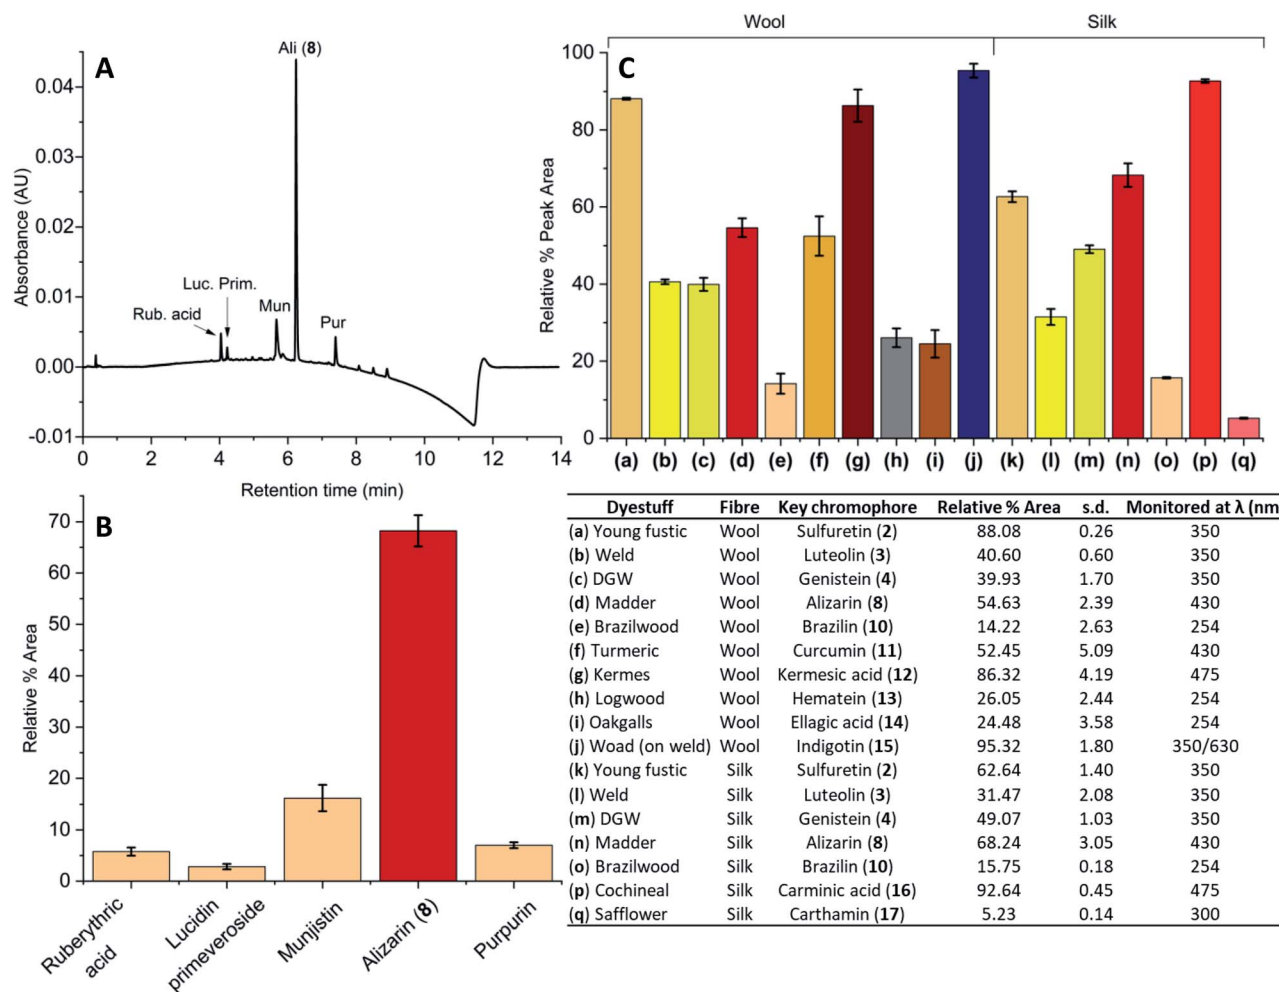 A
Ali (8)
0.04
0.03
0.02
0.01
0.00
-0.01
Absorbance (AU)
Luc. Prim.
Rub. acid
Mun
Pur
0 2 4 6 8 10 12 14
Retention time (min)
B
70
60
50
40
30
20
10
0
Relative % Area
Ruberythric acid
Lucidin primeveroside
Munjistin
Alizarin (8)
Purpurin
Wool Silk
C
100
80
60
40
20
0
Relative % Peak Area
(a) (b) (c) (d) (e) (f) (g) (h) (i) (j) (k) (l) (m) (n) (o) (p) (q)
Dyestuff Fibre Key chromophore Relative % Area s.d. Monitored at λ (nm
(a) Young fustic Wool Sulfuretin (2) 88.08 0.26 350
(b) Weld Wool Luteolin (3) 40.60 0.60 350
(c) DGW Wool Genistein (4) 39.93 1.70 350
(d) Madder Wool Alizarin (8) 54.63 2.39 430
(e) Brazilwood Wool Brazilin (10) 14.22 2.63 254
(f) Turmeric Wool Curcumin (11) 52.45 5.09 430
(g) Kermes Wool Kermesic acid (12) 86.32 4.19 475
(h) Logwood Wool Hematein (13) 26.05 2.44 254
(i) Oakgalls Wool Ellagic acid (14) 24.48 3.58 254
(j) Woad (on weld) Wool Indigotin (15) 95.32 1.80 350/630
(k) Young fustic Silk Sulfuretin (2) 62.64 1.40 350
(l) Weld Silk Luteolin (3) 31.47 2.08 350
(m) DGW Silk Genistein (4) 49.07 1.03 350
(n) Madder Silk Alizarin (8) 68.24 3.05 430
(o) Brazilwood Silk Brazilin (10) 15.75 0.18 254
(p) Cochineal Silk Carminic acid (16) 92.64 0.45 475
(q) Safflower Silk Carthamin (17) 5.23 0.14 300